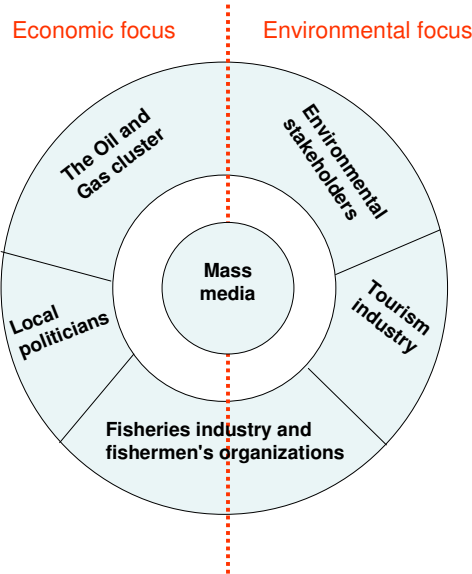 Economic focus
Environmental focus
The Oil and
Gas cluster
Environmental
stakeholders
Mass
media
Local
politicians
Tourism
industry
Fisheries industry and
fishermen's organizations